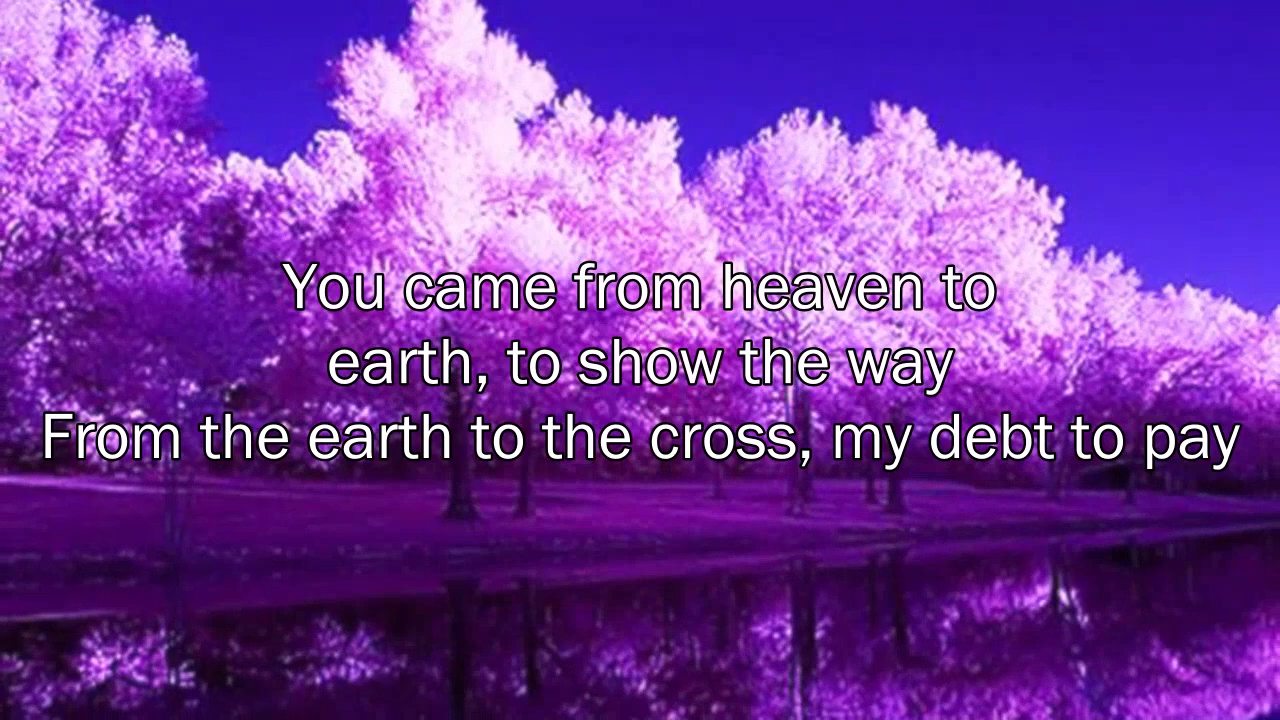 You came from heaven to
earth, to show the way
From the earth to the cross, my debt to pay